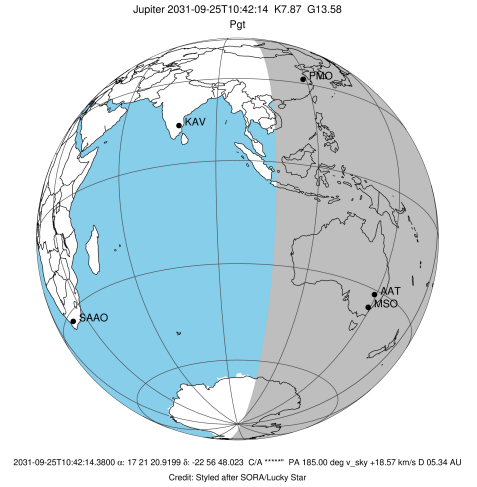 Jupiter 2031-09-25T10:42:14 K7.87 G13.58
Pgt
PMO
KAV
AAT
MSO
SAAO
2031-09-25T10:42:14.3800 α: 17 21 20.9199 δ: -22 56 48.023 C/A *****" PA 185.00 deg v_sky +18.57 km/s D 05.34 AU
Credit: Styled after SORA/Lucky Star